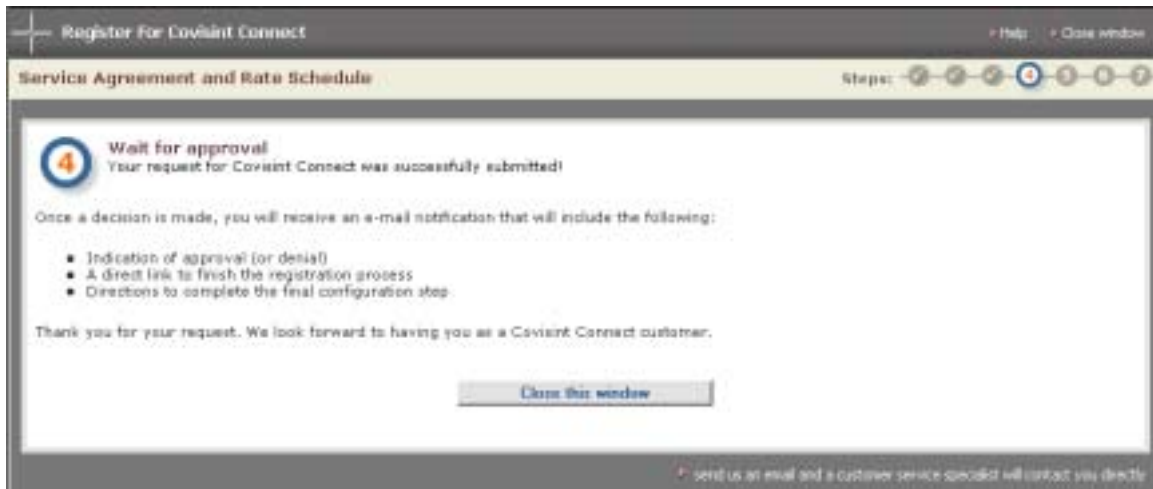 Register For Covisint Connect
Help
Close window
Service Agreement and Rate Schedule
Steps:
4
4
Wait for approval
Your request for Covisint Connect was successfully submitted!
Once a decision is made, you will receive an e-mail notification that will include the following:
Indication of approval (or denial)
A direct link to finish the registration process
Directions to complete the final configuration step
Thank you for your request. We look forward to having you as a Covisint Connect customer.
Close this window
send us an email and a customer service specialist will contact you directly